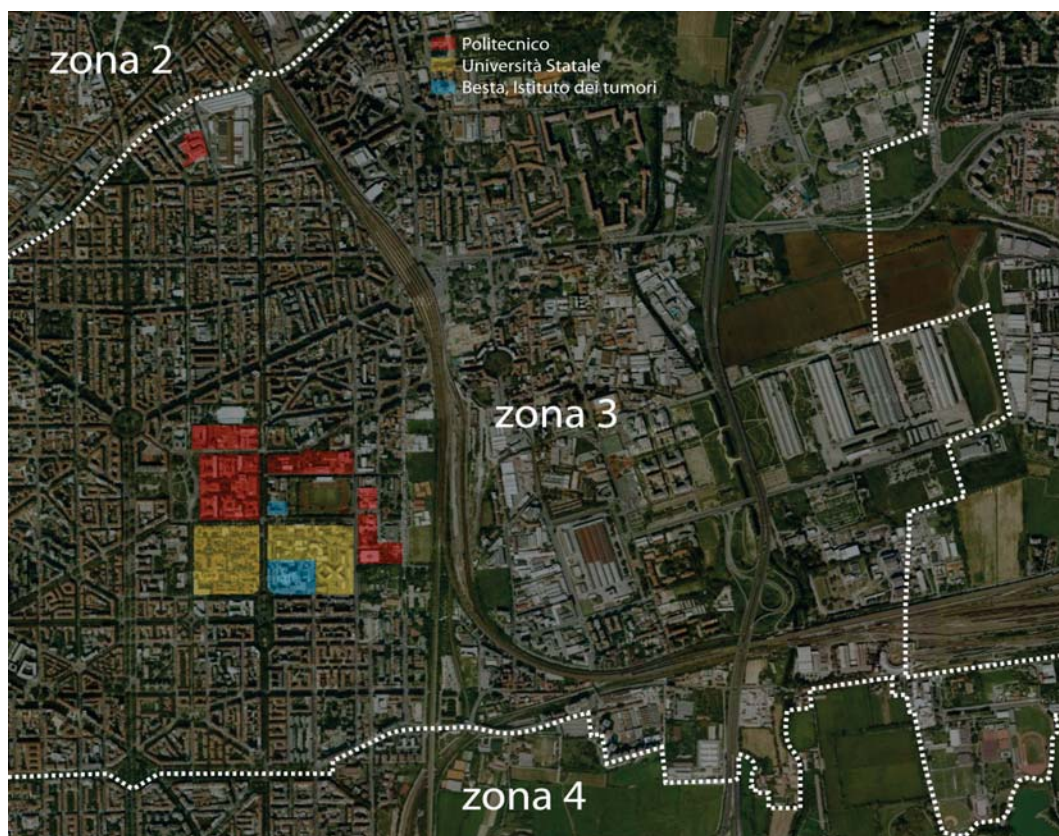 zona 2
Politecnico
Università Statale
Besta, Istituto dei tumori
zona 3
zona 4